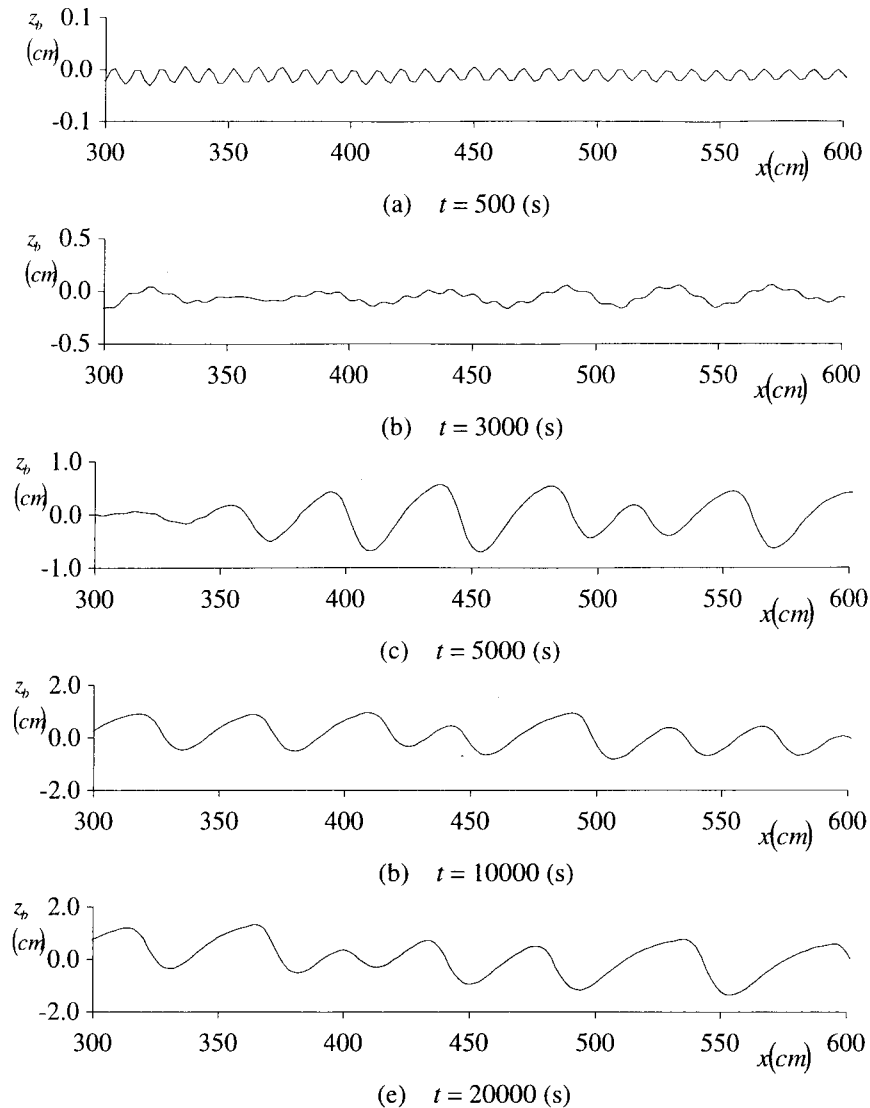 z_b 0.1
(cm)
0.0
-0.1
300 350 400 450 500 550 600
x(cm)
(a) t = 500 (s)
z_b 0.5
(cm)
0.0
-0.5
300 350 400 450 500 550 600
x(cm)
(b) t = 3000 (s)
z_b 1.0
(cm)
0.0
-1.0
300 350 400 450 500 550 600
x(cm)
(c) t = 5000 (s)
z_b 2.0
(cm)
0.0
-2.0
300 350 400 450 500 550 600
x(cm)
(b) t = 10000 (s)
z_b 2.0
(cm)
0.0
-2.0
300 350 400 450 500 550 600
x(cm)
(e) t = 20000 (s)